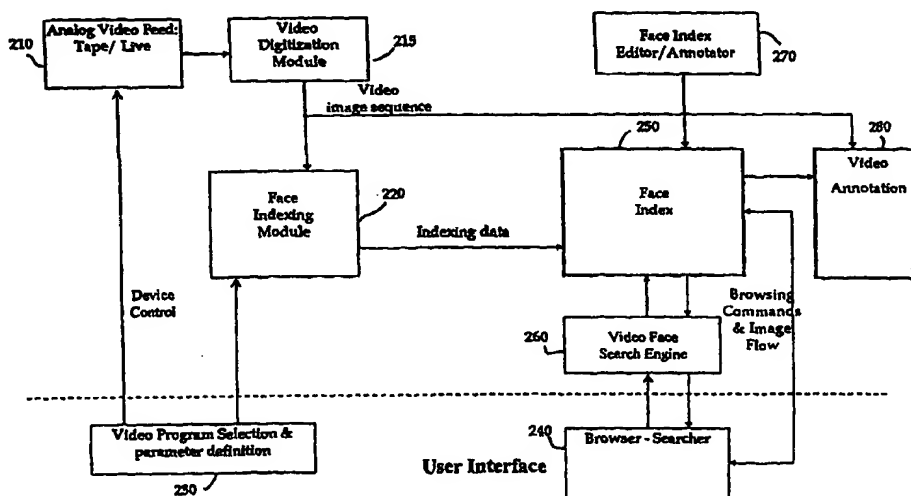 210
Analog Video Feed:
Tape/ Live
Video
Digitization
Module
215
Face Index
Editor/Annotator
270
Video
image sequence
250
280
Video
Annotation
Face
Indexing
Module
220
Face
Index
Indexing data
Device
Control
Browsing
Commands
& Image
Flow
260
Video Face
Search Engine
Video Program Selection &
parameter definition
230
240
Browser - Searcher
User Interface